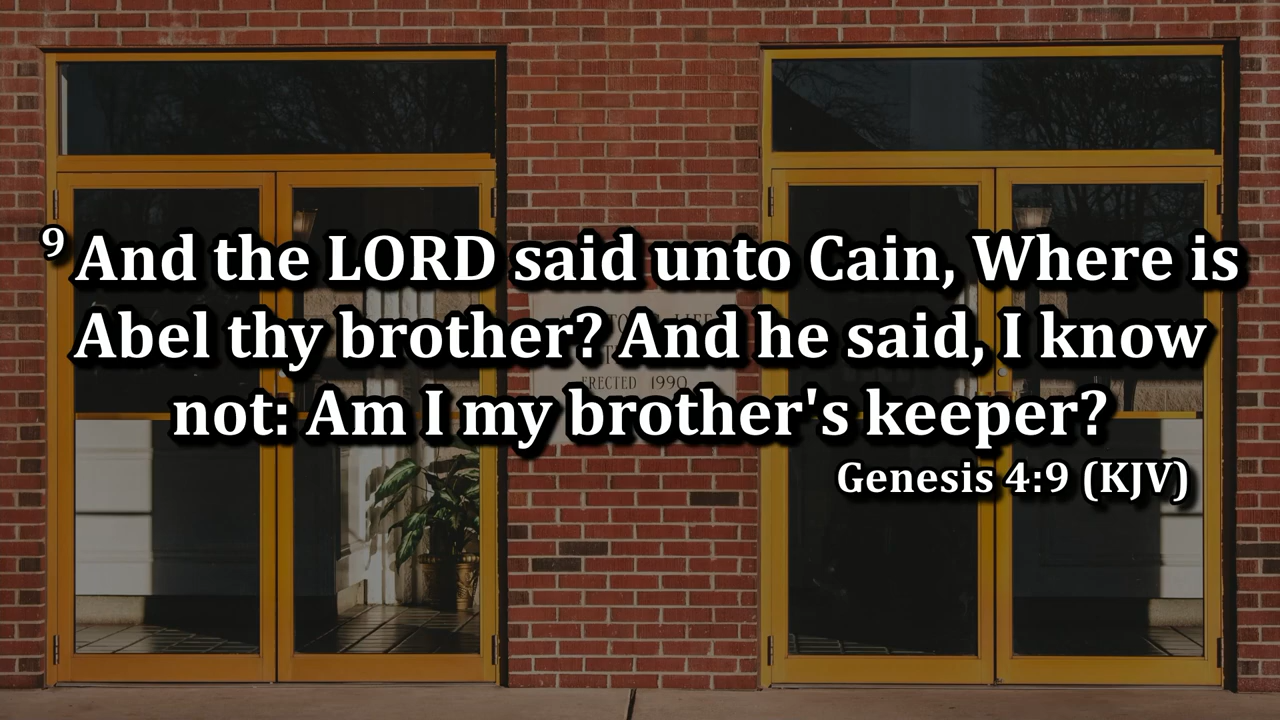 9 And the LORD said unto Cain, Where is
Abel thy brother? And he said, I know
not: Am I my brother's keeper?
Genesis 4:9 (KJV)
ERECTED 1990